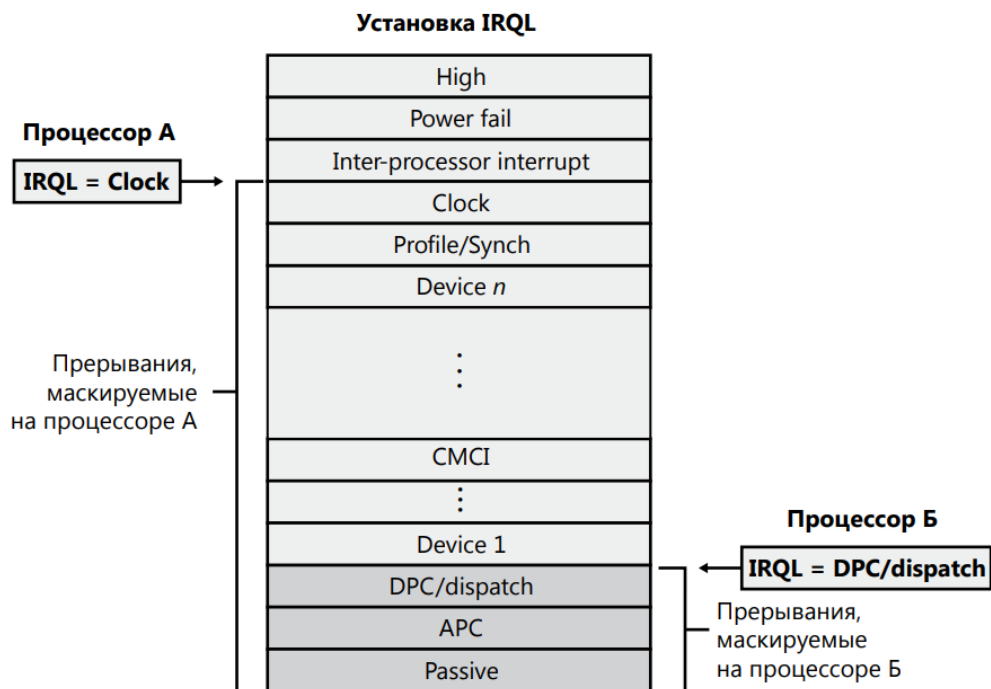 Установка IRQL
High
Power fail
Процессор А
Inter-processor interrupt
IRQL = Clock
Clock
Profile/Synch
Device n
⋮
Прерывания,
маскируемые
на процессоре А
CMCI
⋮
Процессор Б
Device 1
IRQL = DPC/dispatch
DPC/dispatch
APC
Passive
Прерывания,
маскируемые
на процессоре Б